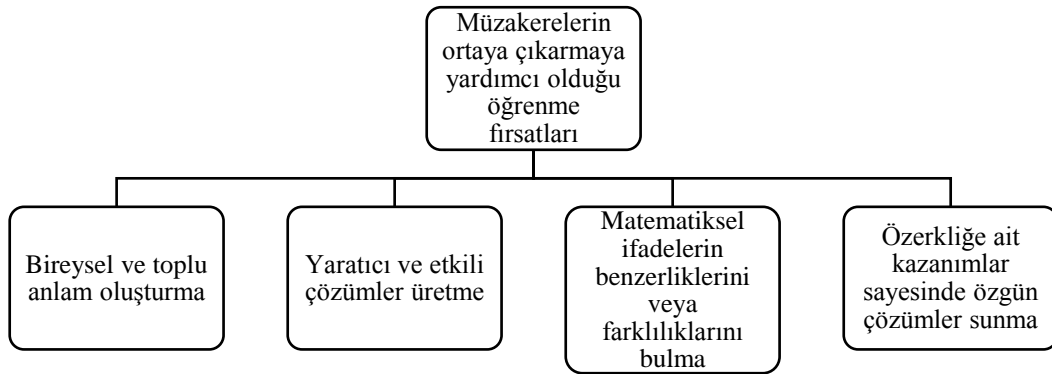 Müzakerelerin
ortaya çıkarmaya
yardımcı olduğu
öğrenme
fırsatları
Bireysel ve toplu
anlam oluşturma
Yaratıcı ve etkili
çözümler üretme
Matematiksel
ifadelerin
benzerliklerini
veya
farklılıklarını
bulma
Özerkliğe ait
kazanımlar
sayesinde özgün
çözümler sunma